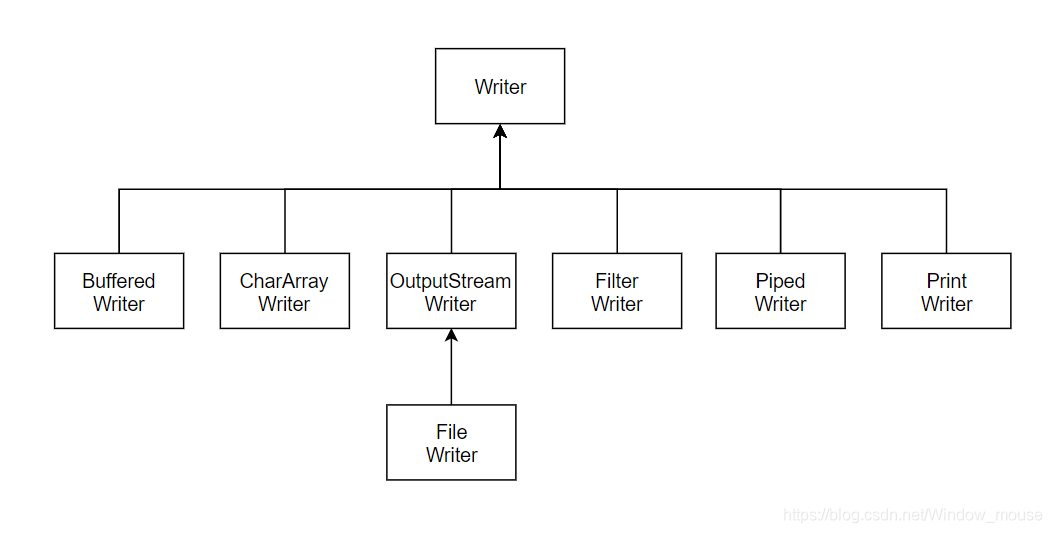 Writer
Buffered
Writer
CharArray
Writer
OutputStream
Writer
Filter
Writer
Piped
Writer
Print
Writer
File
Writer
https://blog.csdn.net/Window_mouse